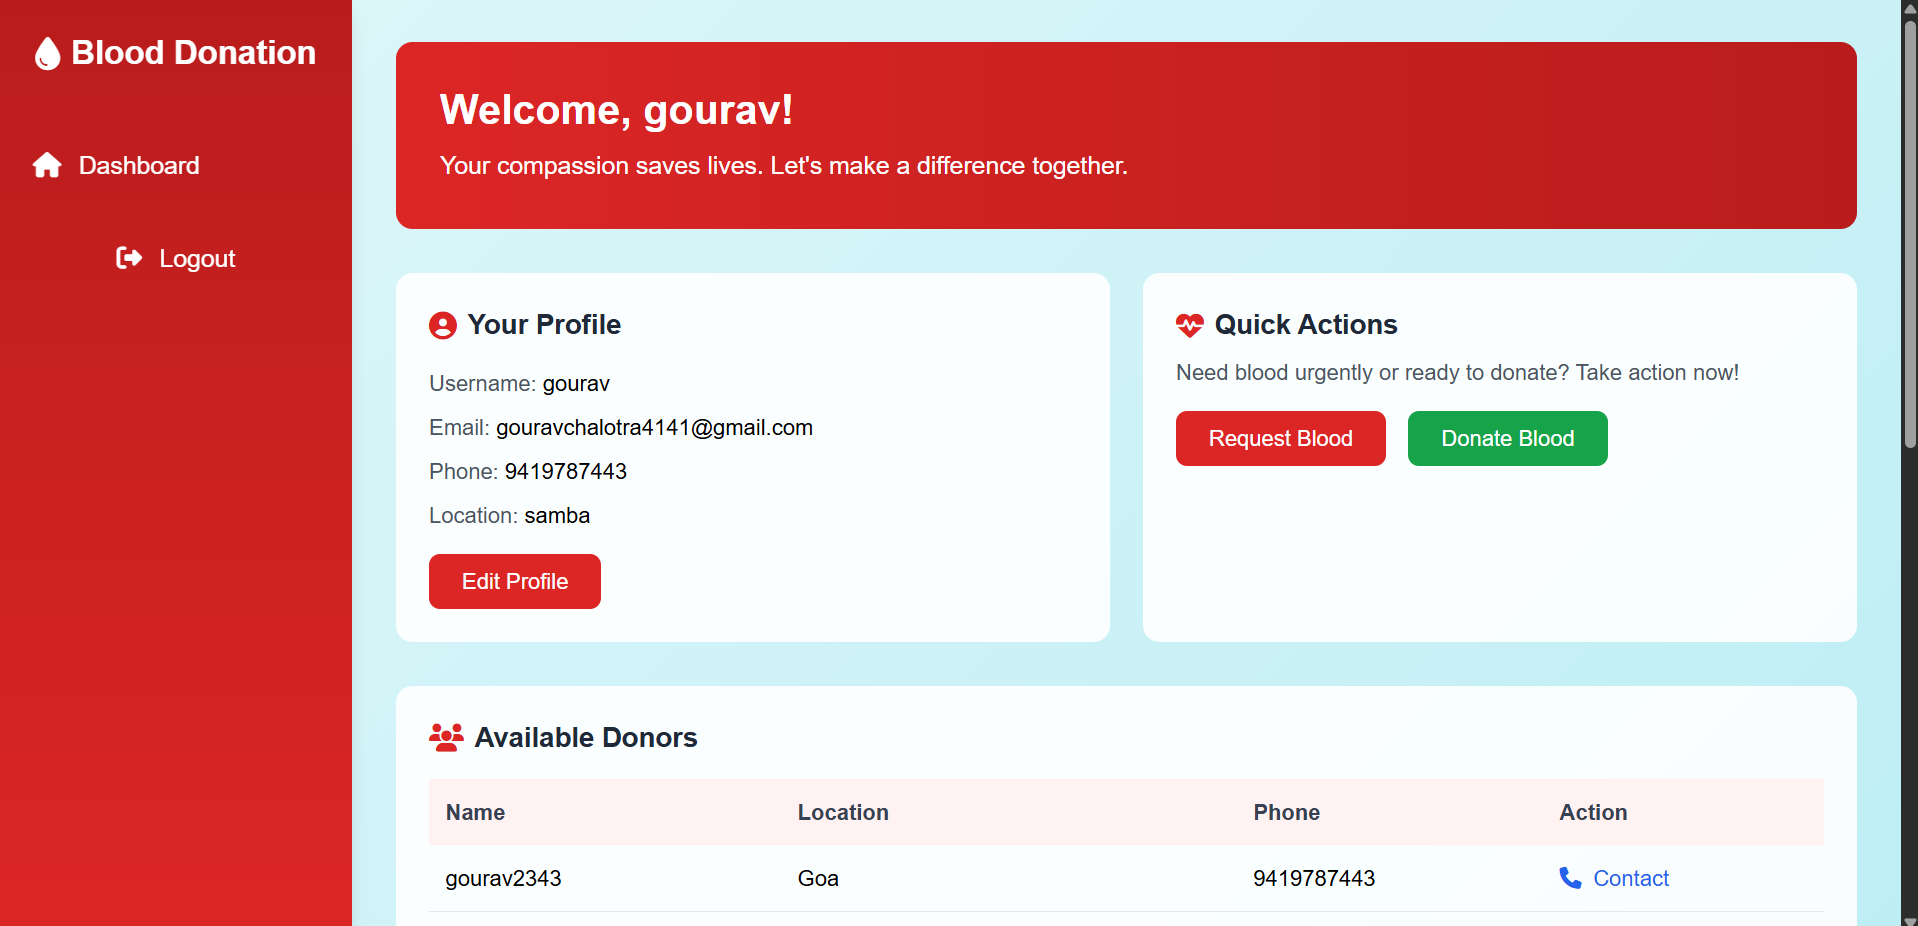 Blood Donation
Dashboard
Logout
Welcome, gourav!
Your compassion saves lives. Let's make a difference together.
Your Profile
Username: gourav
Email: gouravchalotra4141@gmail.com
Phone: 9419787443
Location: samba
Edit Profile
Quick Actions
Need blood urgently or ready to donate? Take action now!
Request Blood Donate Blood
Available Donors
Name Location Phone Action
gourav2343 Goa 9419787443 Contact